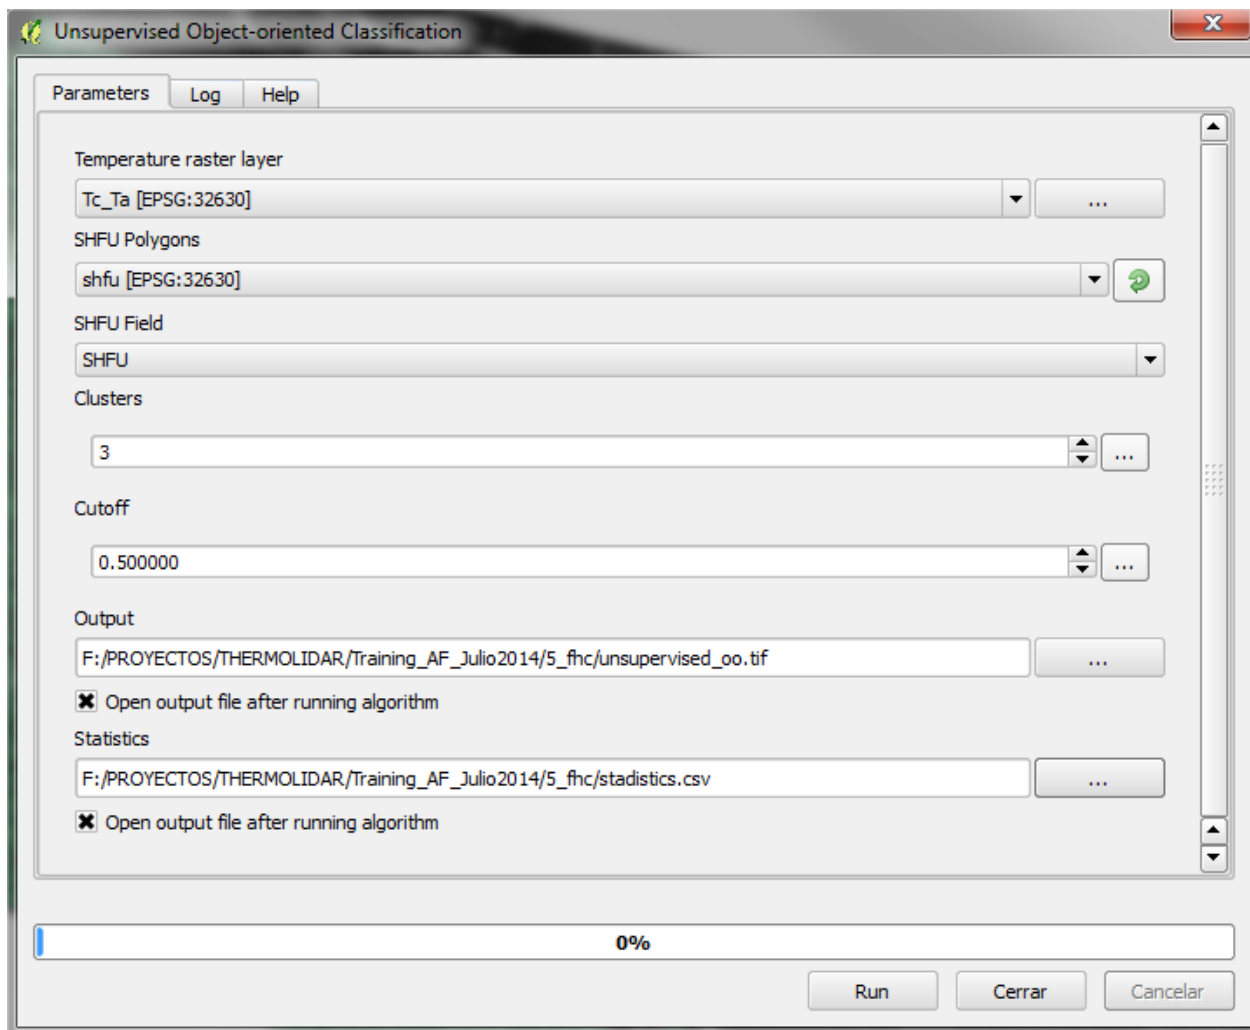 Unsupervised Object-oriented Classification
Parameters Log Help
Temperature raster layer
Tc_Ta [EPSG:32630] ...
SHFU Polygons
shfu [EPSG:32630]
SHFU Field
SHFU
Clusters
3 ...
Cutoff
0.500000 ...
Output
F:/PROYECTOS/THERMOLIDAR/Training_AF_Julio2014/5_fhc/unsupervised_oo.tif ...
Open output file after running algorithm
Statistics
F:/PROYECTOS/THERMOLIDAR/Training_AF_Julio2014/5_fhc/stadistics.csv ...
Open output file after running algorithm
0%
Run Cerrar Cancelar